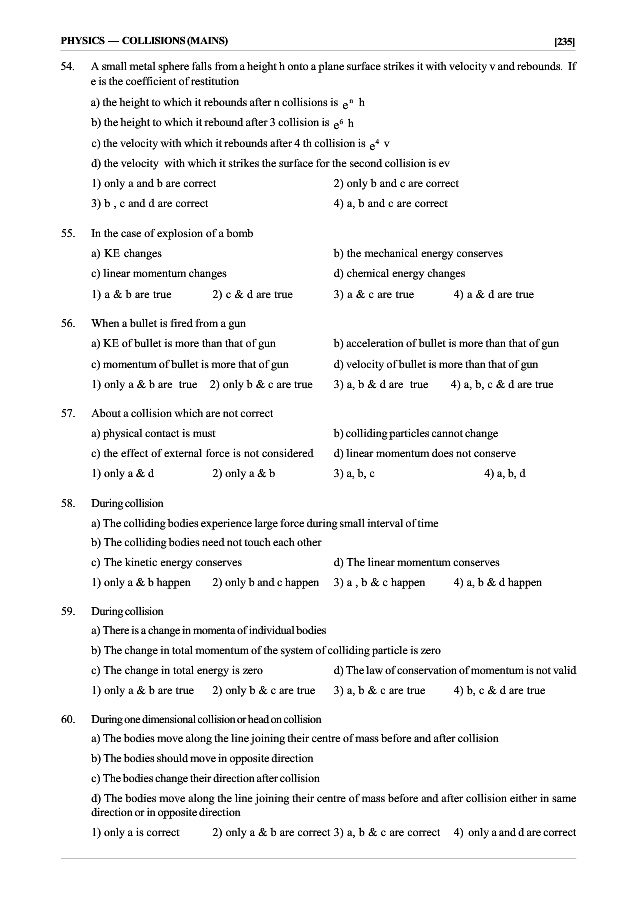 PHYSICS — COLLISIONS (MAINS) [235]
54. A small metal sphere falls from a height h onto a plane surface strikes it with velocity v and rebounds. If
e is the coefficient of restitution
a) the height to which it rebounds after n collisions is eⁿ h
b) the height to which it rebounds after 3 collision is e⁶ h
c) the velocity with which it rebounds after 4 th collision is e⁴ v
d) the velocity with which it strikes the surface for the second collision is ev
1) only a and b are correct 2) only b and c are correct
3) b , c and d are correct 4) a, b and c are correct
55. In the case of explosion of a bomb
a) KE changes b) the mechanical energy conserves
c) linear momentum changes d) chemical energy changes
1) a & b are true 2) c & d are true 3) a & c are true 4) a & d are true
56. When a bullet is fired from a gun
a) KE of bullet is more than that of gun b) acceleration of bullet is more than that of gun
c) momentum of bullet is more that of gun d) velocity of bullet is more than that of gun
1) only a & b are true 2) only b & c are true 3) a, b & d are true 4) a, b, c & d are true
57. About a collision which are not correct
a) physical contact is must b) colliding particles cannot change
c) the effect of external force is not considered d) linear momentum does not conserve
1) only a & d 2) only a & b 3) a, b, c 4) a, b, d
58. During collision
a) The colliding bodies experience large force during small interval of time
b) The colliding bodies need not touch each other
c) The kinetic energy conserves d) The linear momentum conserves
1) only a & b happen 2) only b and c happen 3) a , b & c happen 4) a, b & d happen
59. During collision
a) There is a change in momenta of individual bodies
b) The change in total momentum of the system of colliding particle is zero
c) The change in total energy is zero d) The law of conservation of momentum is not valid
1) only a & b are true 2) only b & c are true 3) a, b & c are true 4) b, c & d are true
60. During one dimensional collision or head on collision
a) The bodies move along the line joining their centre of mass before and after collision
b) The bodies should move in opposite direction
c) The bodies change their direction after collision
d) The bodies move along the line joining their centre of mass before and after collision either in same
direction or in opposite direction
1) only a is correct 2) only a & b are correct 3) a, b & c are correct 4) only a and d are correct